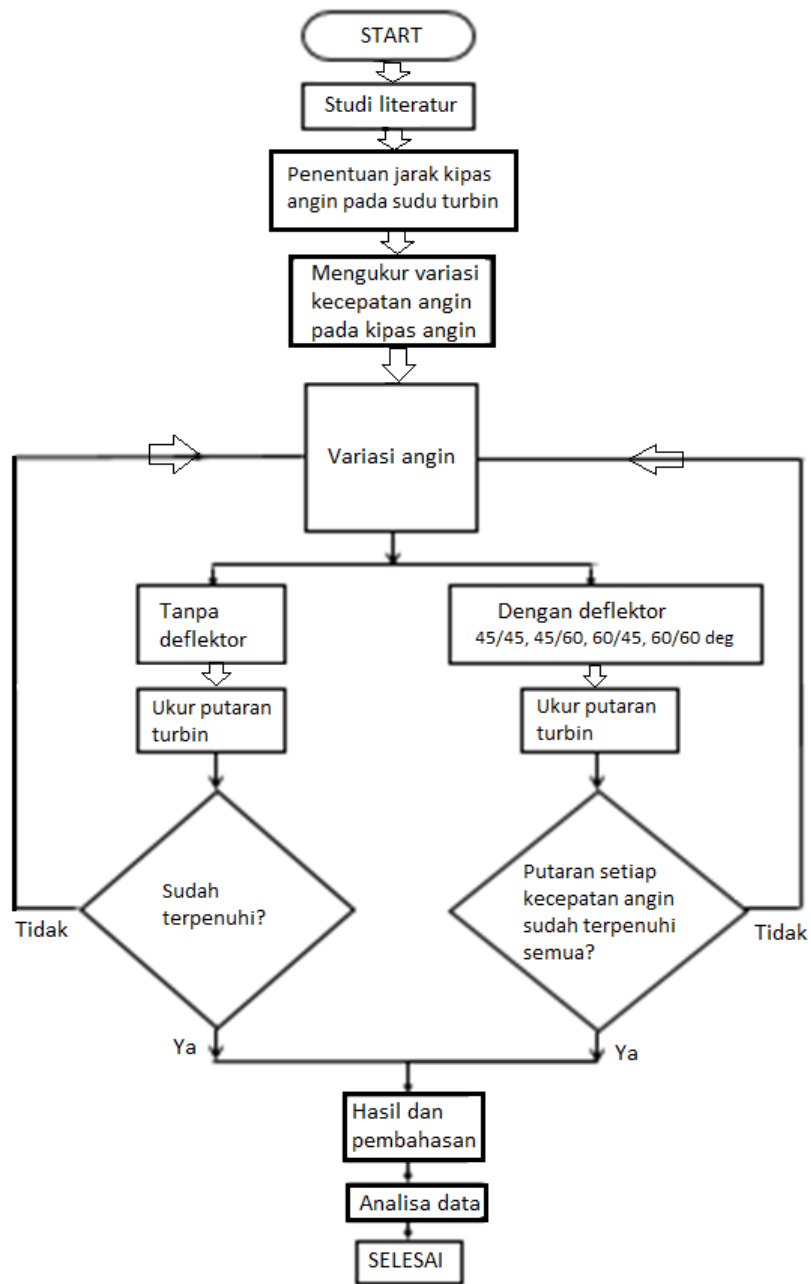 START
Studi literatur
Penentuan jarak kipas
angin pada sudu turbin
Mengukur variasi
kecepatan angin
pada kipas angin
Variasi angin
Tanpa
deflektor
Dengan deflektor
45/45, 45/60, 60/45, 60/60 deg
Ukur putaran
turbin
Ukur putaran
turbin
Sudah
terpenuhi?
Tidak
Putaran setiap
kecepatan angin
sudah terpenuhi
semua?
Tidak
Ya
Ya
Hasil dan
pembahasan
Analisa data
SELESAI